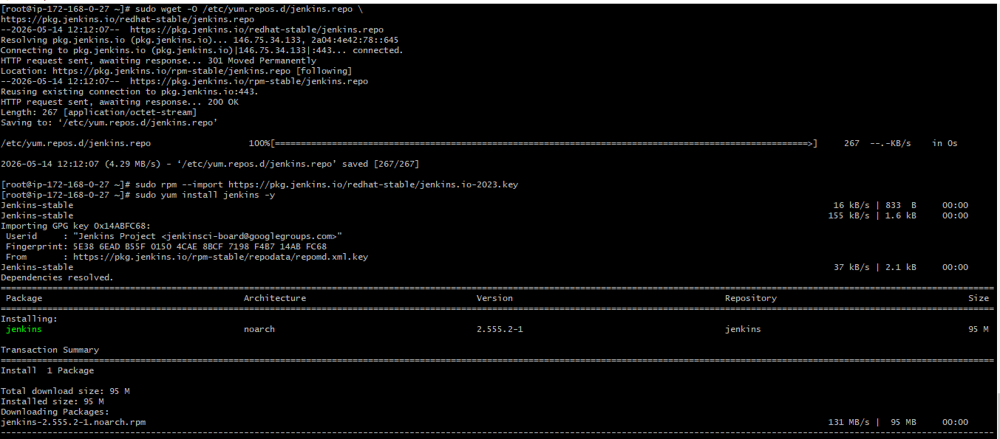 [root@ip-172-168-0-27 ~]# sudo wget -O /etc/yum.repos.d/jenkins.repo \
https://pkg.jenkins.io/redhat-stable/jenkins.repo
--2026-05-14 12:12:07--  https://pkg.jenkins.io/redhat-stable/jenkins.repo
Resolving pkg.jenkins.io (pkg.jenkins.io)... 146.75.34.133, 2a04:4e42:78::645
Connecting to pkg.jenkins.io (pkg.jenkins.io)|146.75.34.133|:443... connected.
HTTP request sent, awaiting response... 301 Moved Permanently
Location: https://pkg.jenkins.io/rpm-stable/jenkins.repo [following]
--2026-05-14 12:12:07--  https://pkg.jenkins.io/rpm-stable/jenkins.repo
Reusing existing connection to pkg.jenkins.io:443.
HTTP request sent, awaiting response... 200 OK
Length: 267 [application/octet-stream]
Saving to: ‘/etc/yum.repos.d/jenkins.repo’
/etc/yum.repos.d/jenkins.repo 100%[=======================================================================================================>] 267 --.-KB/s in 0s
2026-05-14 12:12:07 (4.29 MB/s) - ‘/etc/yum.repos.d/jenkins.repo’ saved [267/267]
[root@ip-172-168-0-27 ~]# sudo rpm --import https://pkg.jenkins.io/redhat-stable/jenkins.io-2023.key
[root@ip-172-168-0-27 ~]# sudo yum install jenkins -y
Jenkins-stable 16 kB/s | 833 B 00:00
Jenkins-stable 155 kB/s | 1.6 kB 00:00
Importing GPG key 0x14ABFC68:
Userid     : "Jenkins Project <jenkinsci-board@googlegroups.com>"
Fingerprint: 5E38 6EAD B55F 0150 4CAE 8BCF 7198 F4B7 14AB FC68
From       : https://pkg.jenkins.io/rpm-stable/repodata/repomd.xml.key
Jenkins-stable 37 kB/s | 2.1 kB 00:00
Dependencies resolved.
Package Architecture Version Repository Size
Installing:
jenkins noarch 2.555.2-1 jenkins 95 M
Transaction Summary
Install  1 Package
Total download size: 95 M
Installed size: 95 M
Downloading Packages:
jenkins-2.555.2-1.noarch.rpm 131 MB/s | 95 MB 00:00